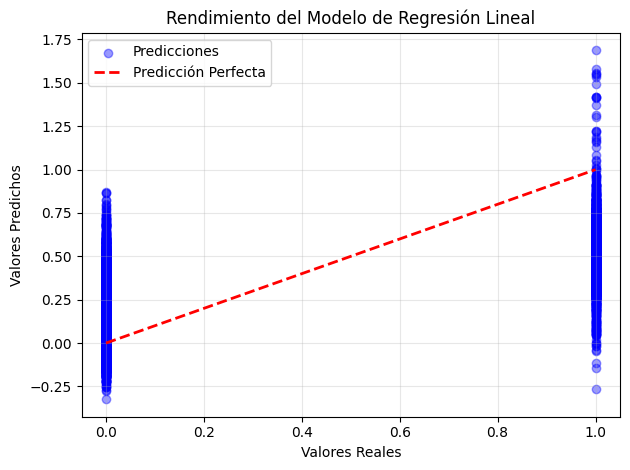 Rendimiento del Modelo de Regresión Lineal
Predicciones
Predicción Perfecta
Valores Predichos
1.75
1.50
1.25
1.00
0.75
0.50
0.25
0.00
−0.25
0.0 0.2 0.4 0.6 0.8 1.0
Valores Reales